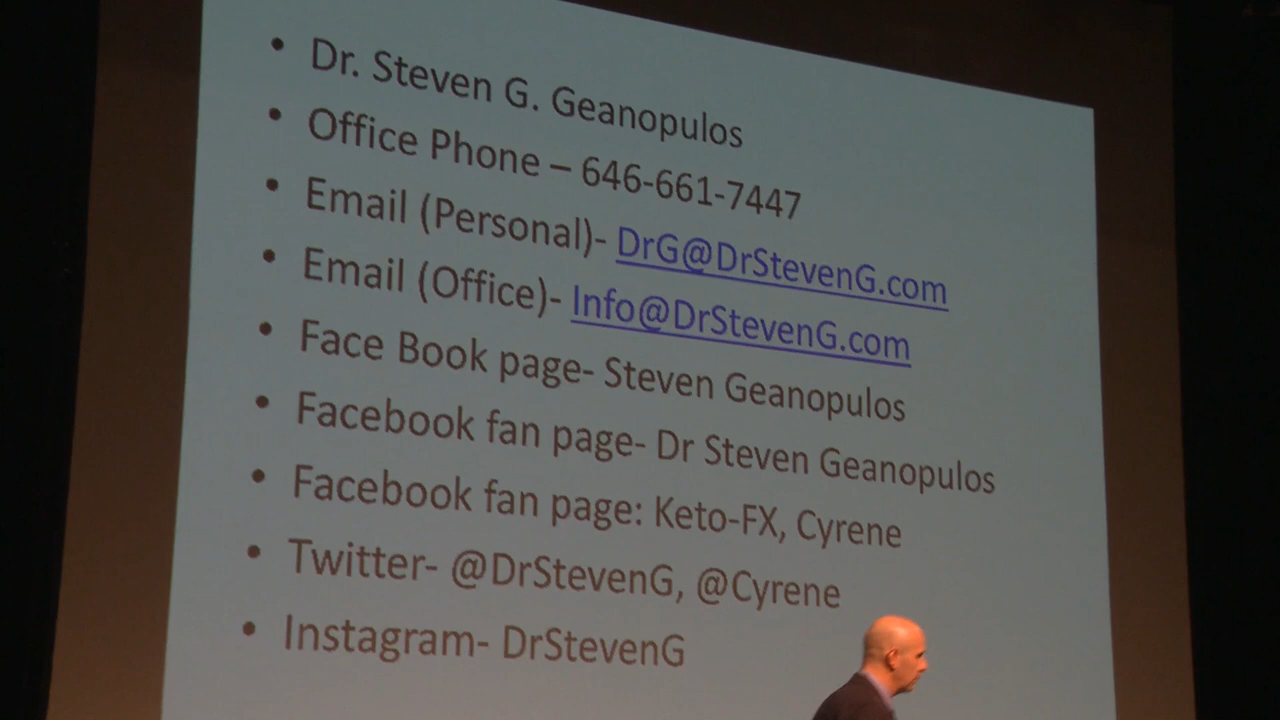 • Dr. Steven G. Geanopulos
• Office Phone – 646-661-7447
• Email (Personal)- DrG@DrStevenG.com
• Email (Office)- Info@DrStevenG.com
• Face Book page- Steven Geanopulos
• Facebook fan page- Dr Steven Geanopulos
• Facebook fan page: Keto-FX, Cyrene
• Twitter- @DrStevenG, @Cyrene
• Instagram- DrStevenG